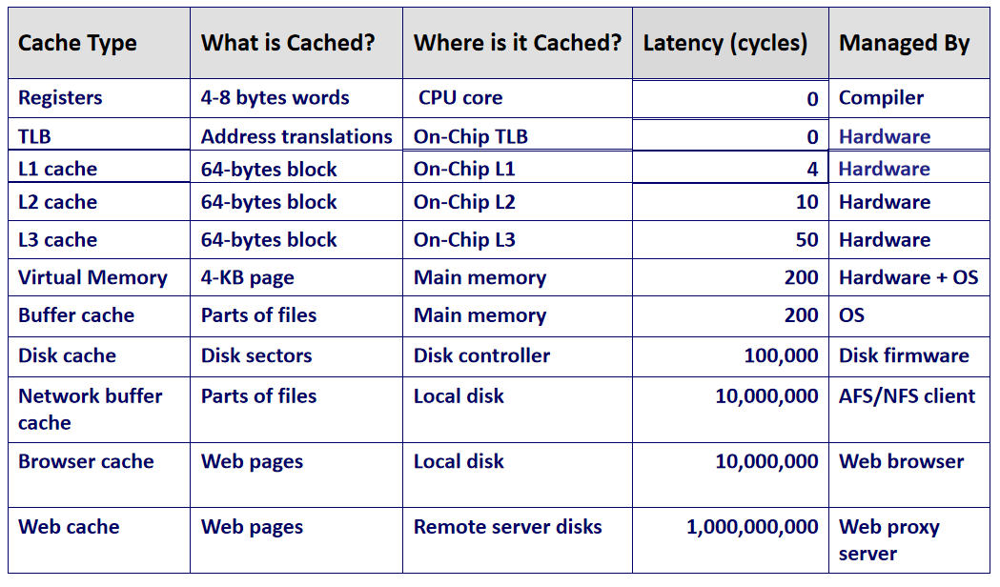 Cache Type What is Cached? Where is it Cached? Latency (cycles) Managed By
Registers 4-8 bytes words CPU core 0 Compiler
TLB Address translations On-Chip TLB 0 Hardware
L1 cache 64-bytes block On-Chip L1 4 Hardware
L2 cache 64-bytes block On-Chip L2 10 Hardware
L3 cache 64-bytes block On-Chip L3 50 Hardware
Virtual Memory 4-KB page Main memory 200 Hardware + OS
Buffer cache Parts of files Main memory 200 OS
Disk cache Disk sectors Disk controller 100,000 Disk firmware
Network buffer Parts of files Local disk 10,000,000 AFS/NFS client
cache
Browser cache Web pages Local disk 10,000,000 Web browser
Web cache Web pages Remote server disks 1,000,000,000 Web proxy
server